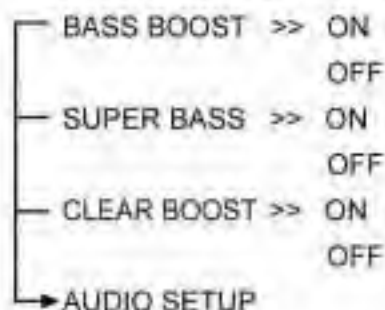 BASS BOOST >> ON
OFF
SUPER BASS >> ON
OFF
CLEAR BOOST >> ON
OFF
AUDIO SETUP